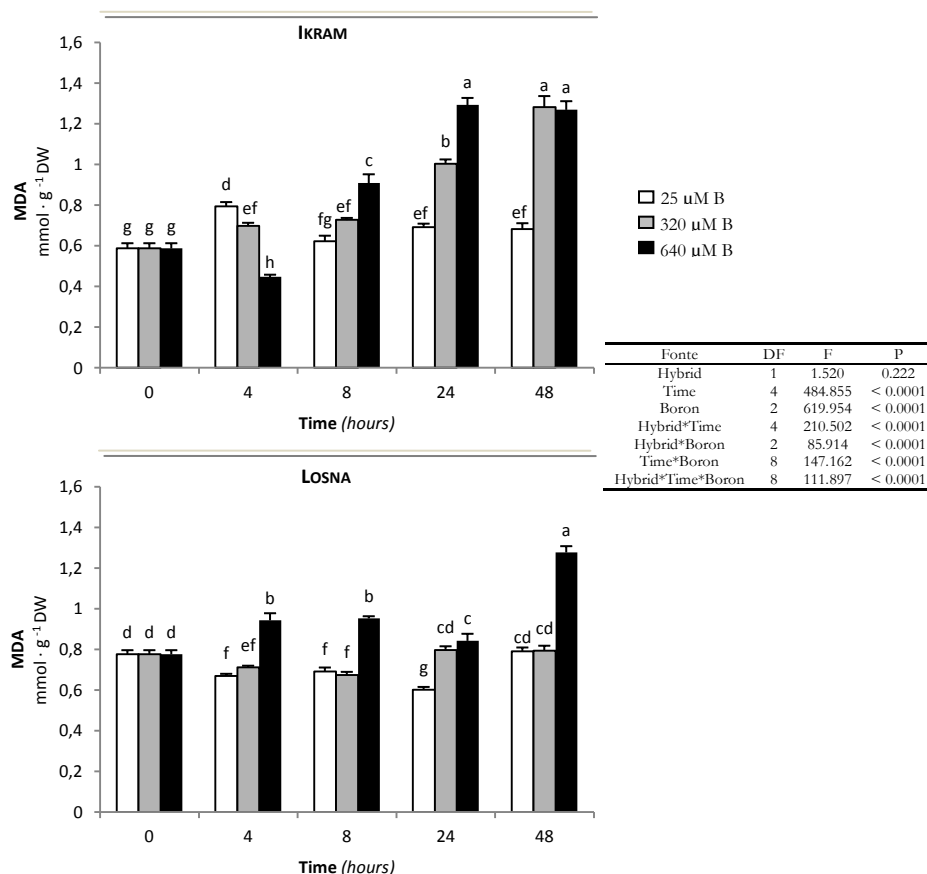 IKRAM
MDA
mmol · g ⁻¹ DW
1,6
1,4
1,2
1
0,8
0,6
0,4
0,2
0
g g g
d ef h
fg ef c
ef b a
ef a a
0 4 8 24 48
Time (hours)
25 µM B
320 µM B
640 µM B
Fonte DF F P
Hybrid 1 1.520 0.222
Time 4 484.855 < 0.0001
Boron 2 619.954 < 0.0001
Hybrid*Time 4 210.502 < 0.0001
Hybrid*Boron 2 85.914 < 0.0001
Time*Boron 8 147.162 < 0.0001
Hybrid*Time*Boron 8 111.897 < 0.0001
LOSNA
MDA
mmol · g ⁻¹ DW
1,6
1,4
1,2
1
0,8
0,6
0,4
0,2
0
d d d
f ef b
f f b
g cd c
cd cd a
0 4 8 24 48
Time (hours)